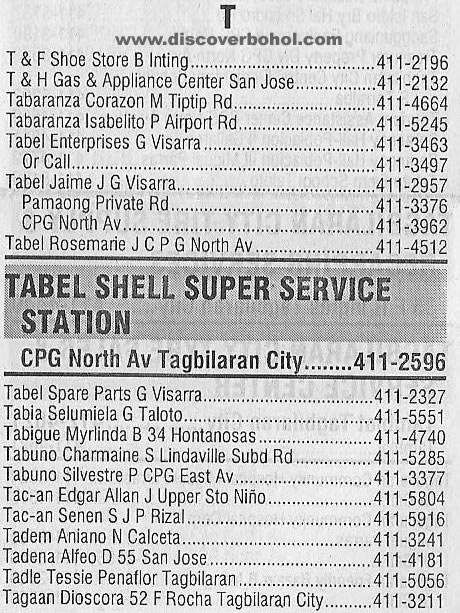 T
www.discoverbohol.com
T & F Shoe Store B Inting....................411-2196
T & H Gas & Appliance Center San Jose....................411-2132
Tabaranza Corazon M Tiptip Rd....................411-4664
Tabaranza Isabelito P Airport Rd....................411-5245
Tabel Enterprises G Visarra....................411-3463
Or Call....................411-3497
Tabel Jaime J G Visarra....................411-2957
Pamaong Private Rd....................411-3376
CPG North Av....................411-3962
Tabel Rosemarie J C P G North Av....................411-4512
TABEL SHELL SUPER SERVICE
STATION
CPG North Av Tagbilaran City........411-2596
Tabel Spare Parts G Visarra....................411-2327
Tabia Selumiela G Taloto....................411-5551
Tabigue Myrlinda B 34 Hontanosas....................411-4740
Tabuno Charmaine S Lindaville Subd Rd....................411-5285
Tabuno Silvestre P CPG East Av....................411-3377
Tac-an Edgar Allan J Upper Sto Niño....................411-5804
Tac-an Senen S J P Rizal....................411-5916
Tadem Aniano N Calceta....................411-3241
Tadena Alfeo D 55 San Jose....................411-4181
Tadle Tessie Penaflor Tagbilaran....................411-5056
Tagaan Dioscora 52 F Rocha Tagbilaran City........411-3211